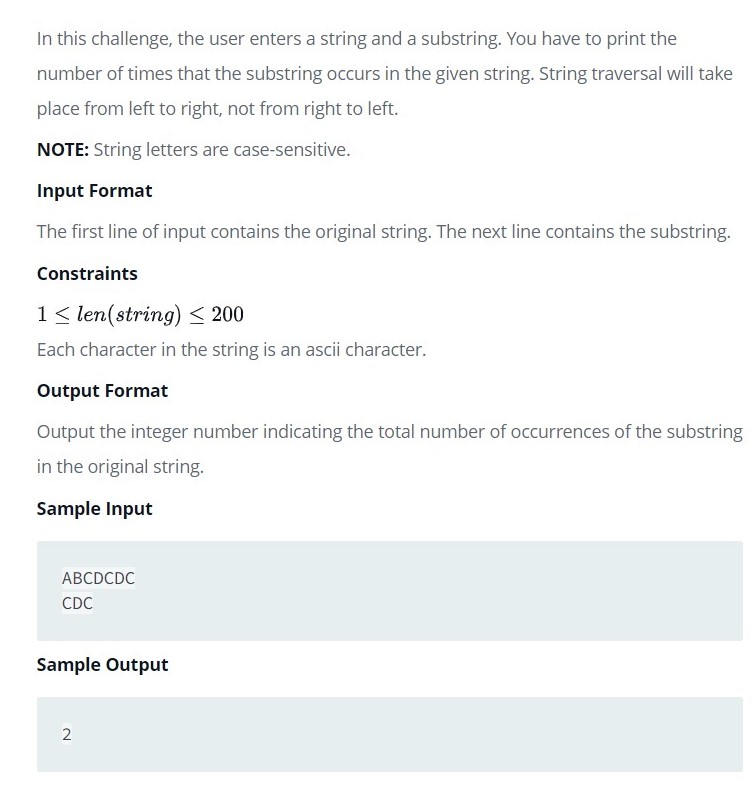 In this challenge, the user enters a string and a substring. You have to print the
number of times that the substring occurs in the given string. String traversal will take
place from left to right, not from right to left.
NOTE: String letters are case-sensitive.
Input Format
The first line of input contains the original string. The next line contains the substring.
Constraints
1 ≤ len(string) ≤ 200
Each character in the string is an ascii character.
Output Format
Output the integer number indicating the total number of occurrences of the substring
in the original string.
Sample Input
ABCDCDC
CDC
Sample Output
2